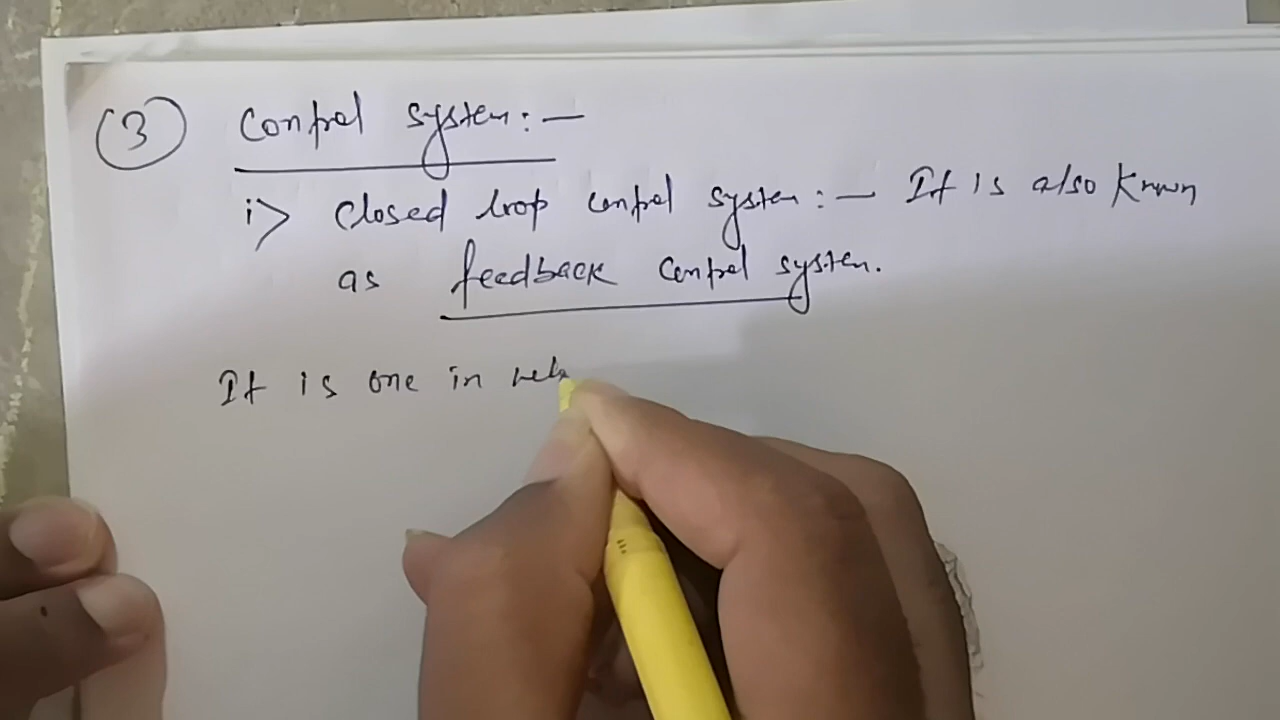 (3) Control system:—
i> Closed loop control system:— It is also known
as feedback control system.
It is one in